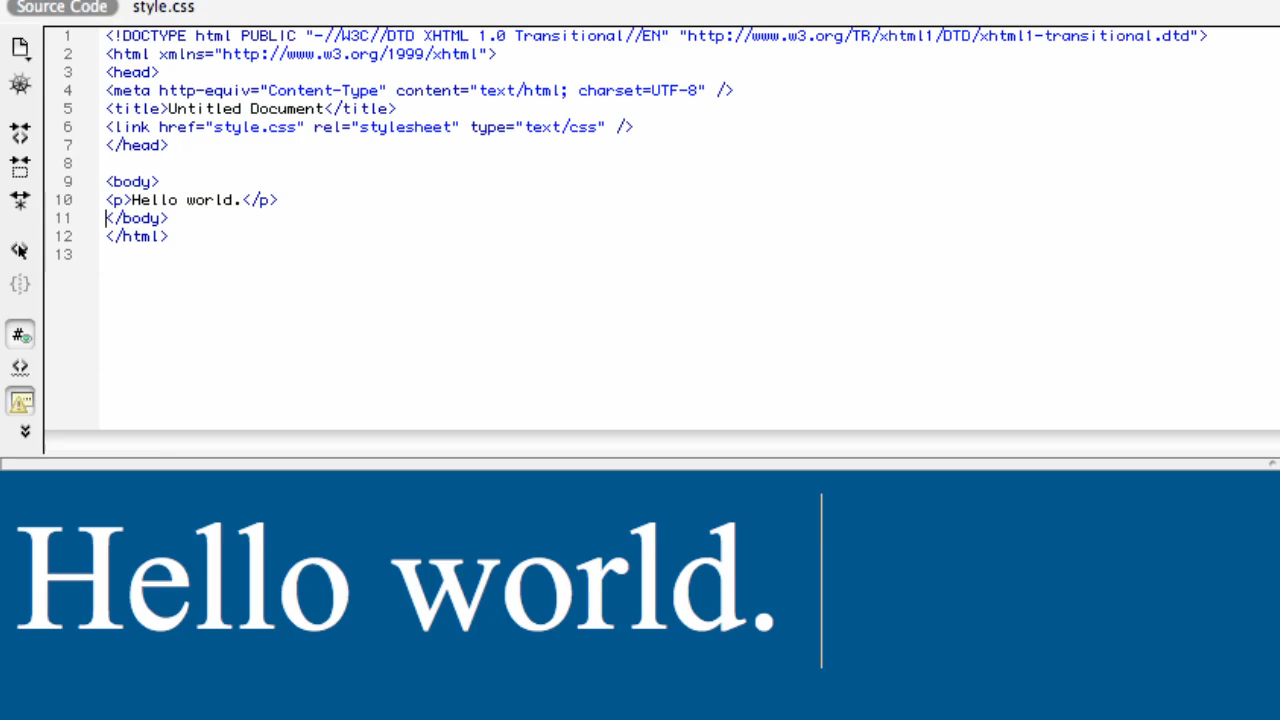 Source Code style.css
1 <!DOCTYPE html PUBLIC "-//W3C//DTD XHTML 1.0 Transitional//EN" "http://www.w3.org/TR/xhtml1/DTD/xhtml1-transitional.dtd">
2 <html xmlns="http://www.w3.org/1999/xhtml">
3 <head>
4 <meta http-equiv="Content-Type" content="text/html; charset=UTF-8" />
5 <title>Untitled Document</title>
6 <link href="style.css" rel="stylesheet" type="text/css" />
7 </head>
8
9 <body>
10 <p>Hello world.</p>
11 </body>
12 </html>
13
Hello world.